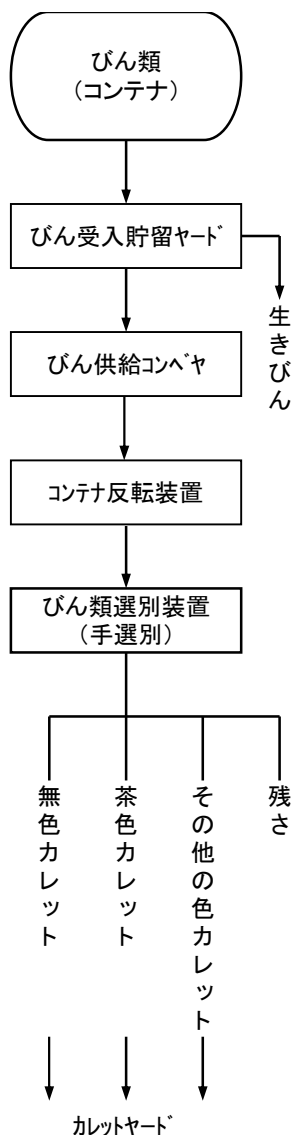 びん類
(コンテナ)
びん受入貯留ﾔｰﾄﾞ
生きびん
びん供給ｺﾝﾍﾞﾔ
ｺﾝﾃﾅ反転装置
びん類選別装置
(手選別)
無色カレット
茶色カレット
その他の色カレット
残さ
ｶﾚｯﾄﾔｰﾄﾞ